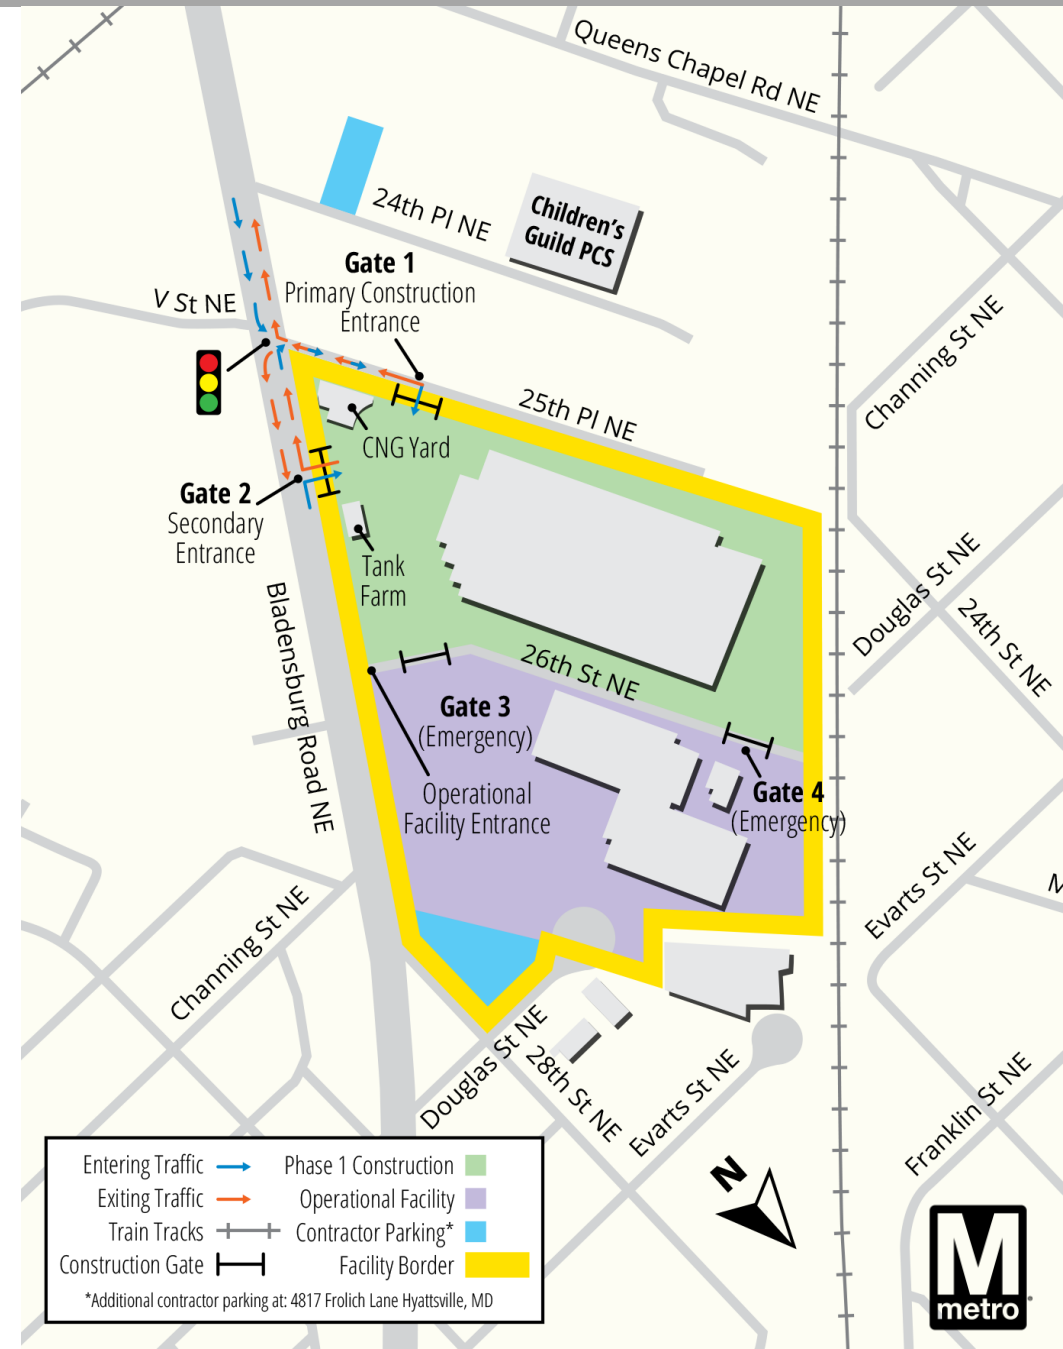 Queens Chapel Rd NE
24th Pl NE
Children's
Guild PCS
Gate 1
Primary Construction
Entrance
V St NE
Channing St NE
25th Pl NE
CNG Yard
Gate 2
Secondary
Entrance
Tank
Farm
Douglas St NE
24th St NE
Bladensburg Road NE
26th St NE
Gate 3
(Emergency)
Gate 4
(Emergency)
Operational
Facility Entrance
Evarts St NE
M
Channing St NE
Douglas St NE
28th St NE
Evarts St NE
Franklin St NE
N
Entering Traffic
Exiting Traffic
Train Tracks
Construction Gate
Phase 1 Construction
Operational Facility
Contractor Parking*
Facility Border
*Additional contractor parking at: 4817 Frolich Lane Hyattsville, MD
M
metro